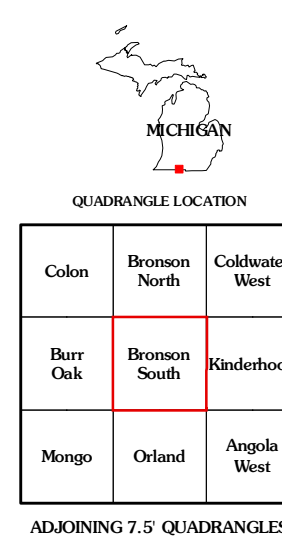 MICHIGAN
QUADRANGLE LOCATION
Colon
Bronson
North
Coldwate
West
Burr
Oak
Bronson
South
Kinderhoo
Mongo
Orland
Angola
West
ADJOINING 7.5' QUADRANGLES